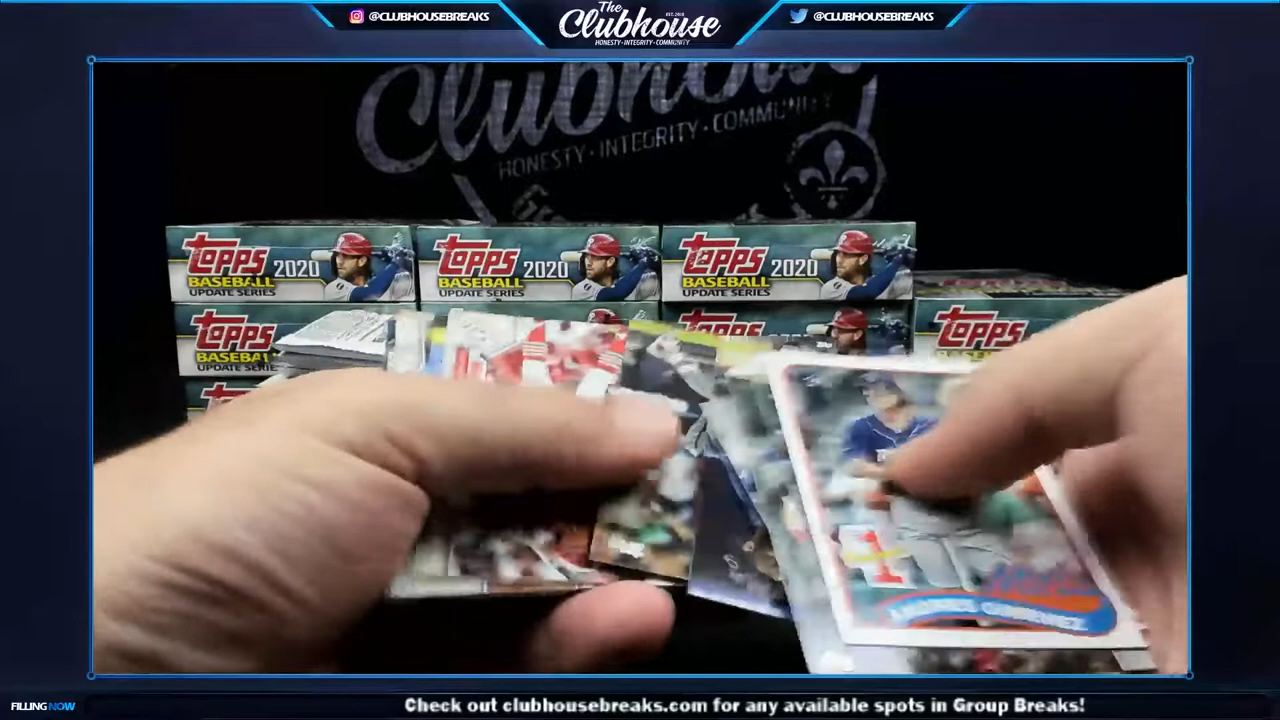 @CLUBHOUSEBREAKS
The
Clubhouse
EST. 2018
HONESTY·INTEGRITY·COMMUNITY
@CLUBHOUSEBREAKS
Clubhouse
HONESTY · INTEGRITY · COMMUNITY
TOPPS
2020
BASEBALL
UPDATE SERIES
TOPPS
2020
BASEBALL
UPDATE SERIES
TOPPS
2020
BASEBALL
UPDATE SERIES
TOPPS
BASEBALL
UPDATE SERIES
TOPPS
TOPPS
FILLING NOW
Check out clubhousebreaks.com for any available spots in Group Breaks!